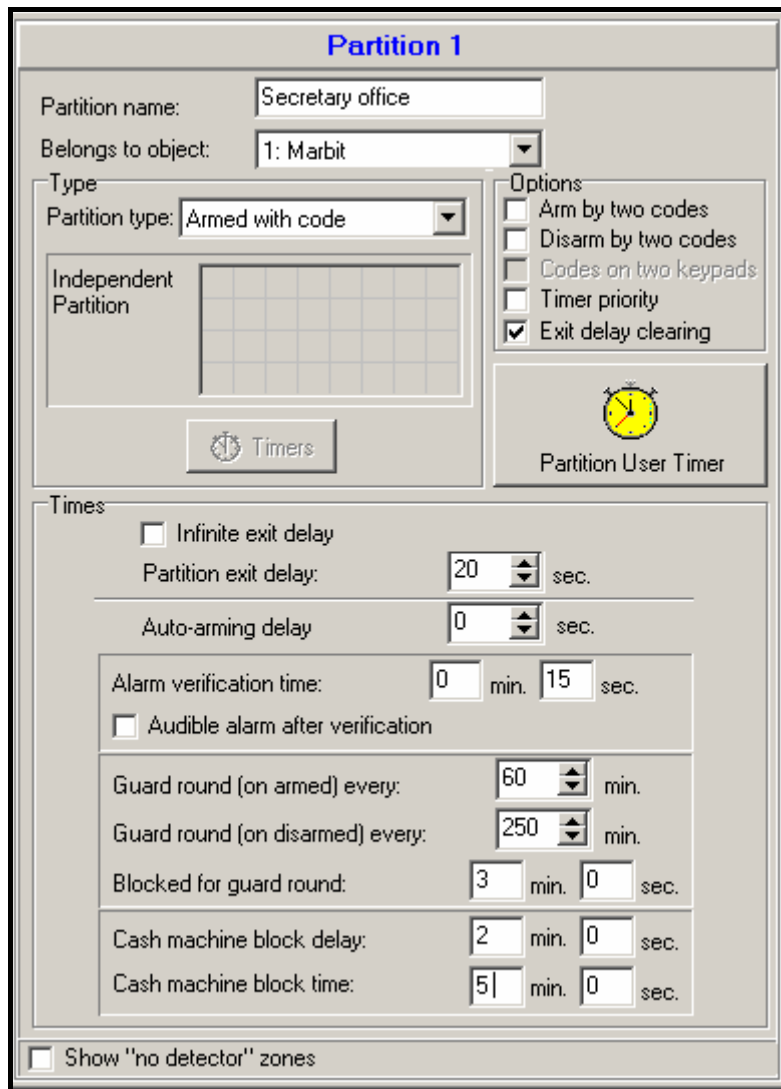 Partition 1
Partition name: Secretary office
Belongs to object: 1: Marbit
Type
Partition type: Armed with code
Independent
Partition
Timers
Options
Arm by two codes
Disarm by two codes
Codes on two keypads
Timer priority
Exit delay clearing
Partition User Timer
Times
Infinite exit delay
Partition exit delay: 20 sec.
Auto-arming delay 0 sec.
Alarm verification time: 0 min. 15 sec.
Audible alarm after verification
Guard round (on armed) every: 60 min.
Guard round (on disarmed) every: 250 min.
Blocked for guard round: 3 min. 0 sec.
Cash machine block delay: 2 min. 0 sec.
Cash machine block time: 5 min. 0 sec.
Show "no detector" zones